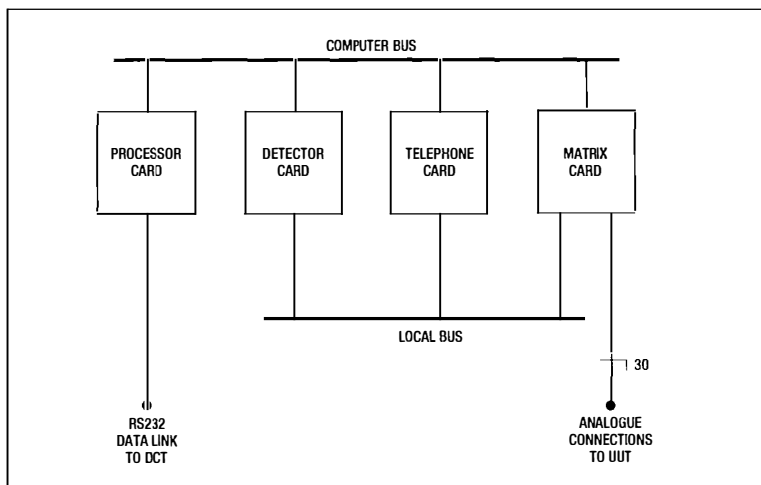 COMPUTER BUS
PROCESSOR
CARD
DETECTOR
CARD
TELEPHONE
CARD
MATRIX
CARD
LOCAL BUS
30
RS232
DATA LINK
TO DCT
ANALOGUE
CONNECTIONS
TO UUT